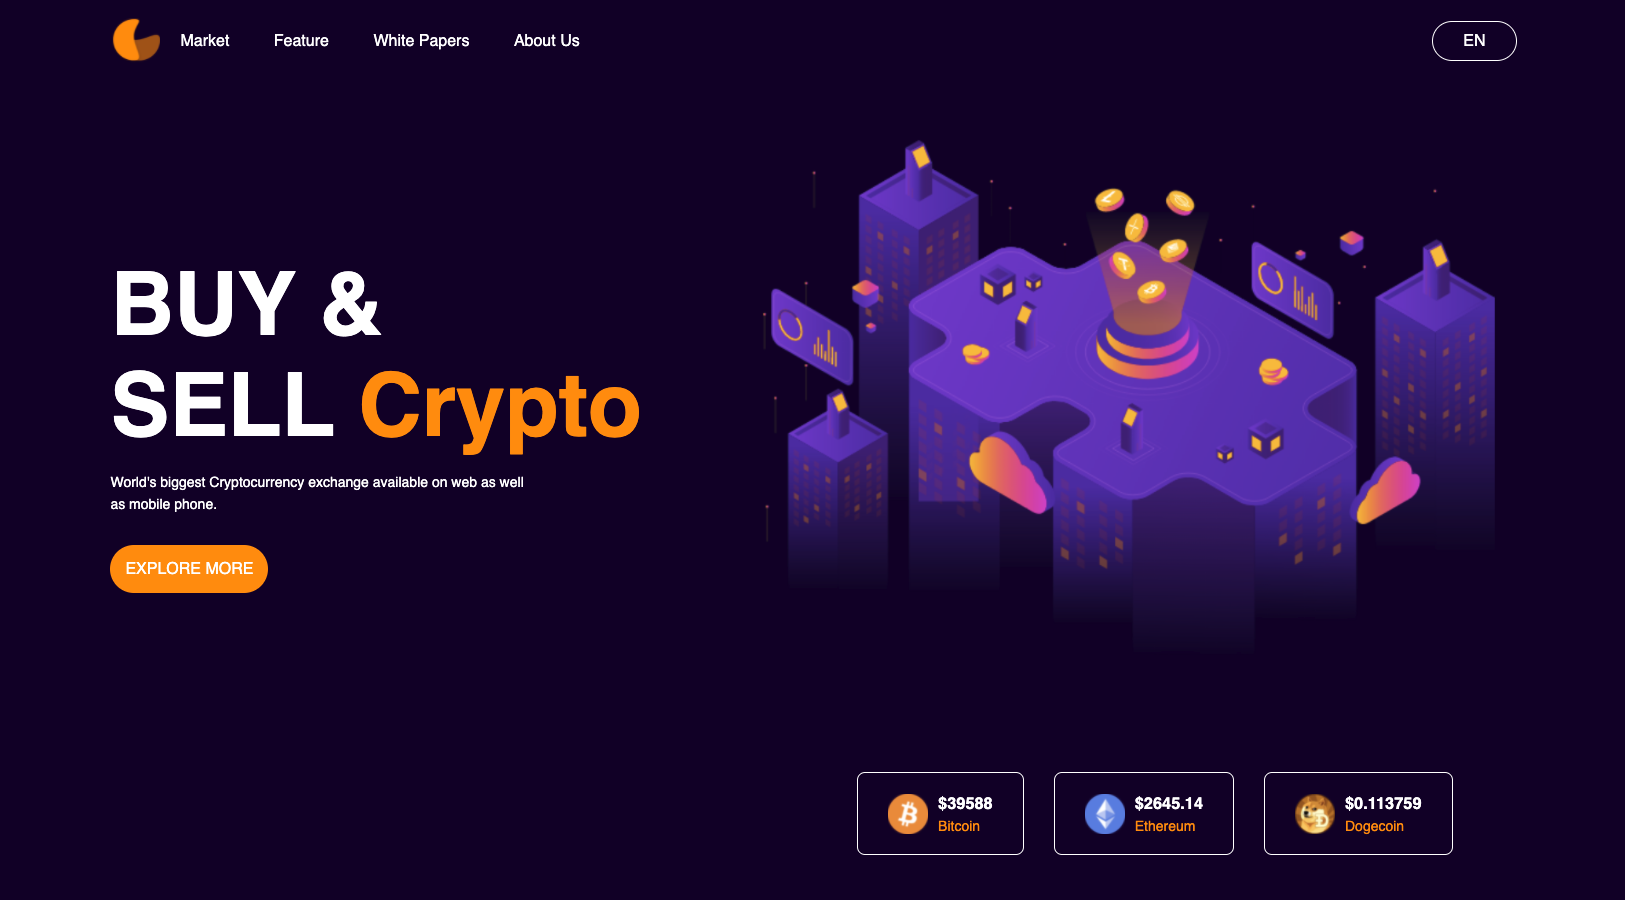 Market Feature White Papers About Us EN
BUY &
SELL Crypto
World's biggest Cryptocurrency exchange available on web as well
as mobile phone.
EXPLORE MORE
$39588
Bitcoin
$2645.14
Ethereum
$0.113759
Dogecoin